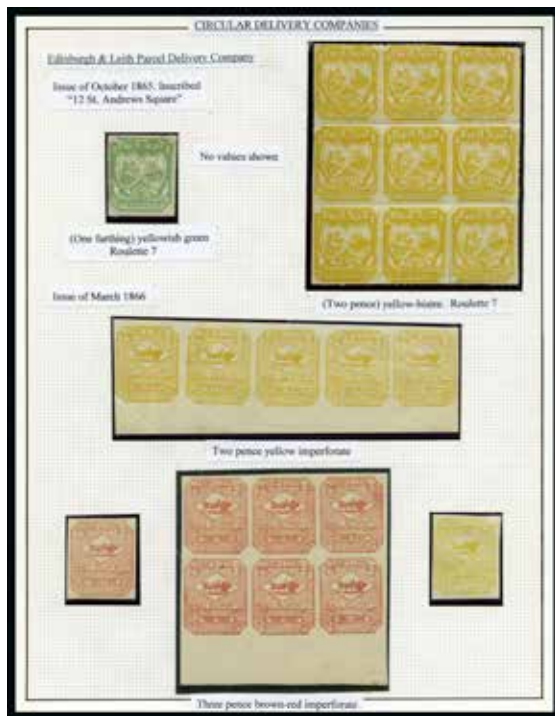 CIRCULAR DELIVERY COMPANIES
Edinburgh & Leith Parcel Delivery Company
Issue of October 1865, Inscribed
"12 St. Andrews Square"
No values shown
(One farthing) yellowish green
Roulette 7
(Two pence) yellow-bistre. Roulette 7
Issue of March 1866
Two pence yellow imperforate
Three pence brown-red imperforate